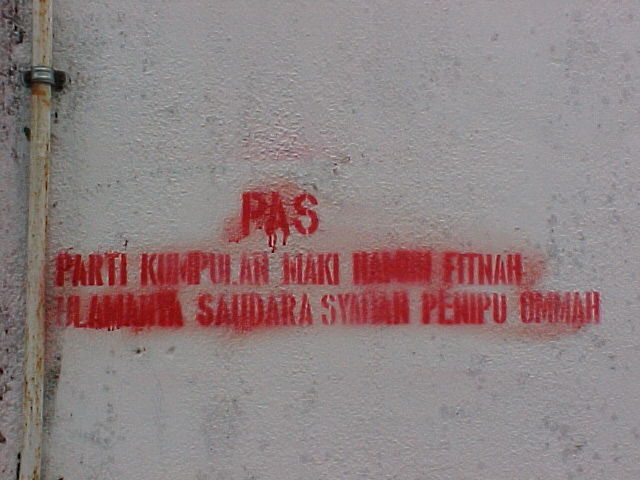 PAS
PARTI KUMPULAN MAKI HAMUN FITNAH
ULAMANYA SAUDARA SYAITAN PENIPU UMMAH